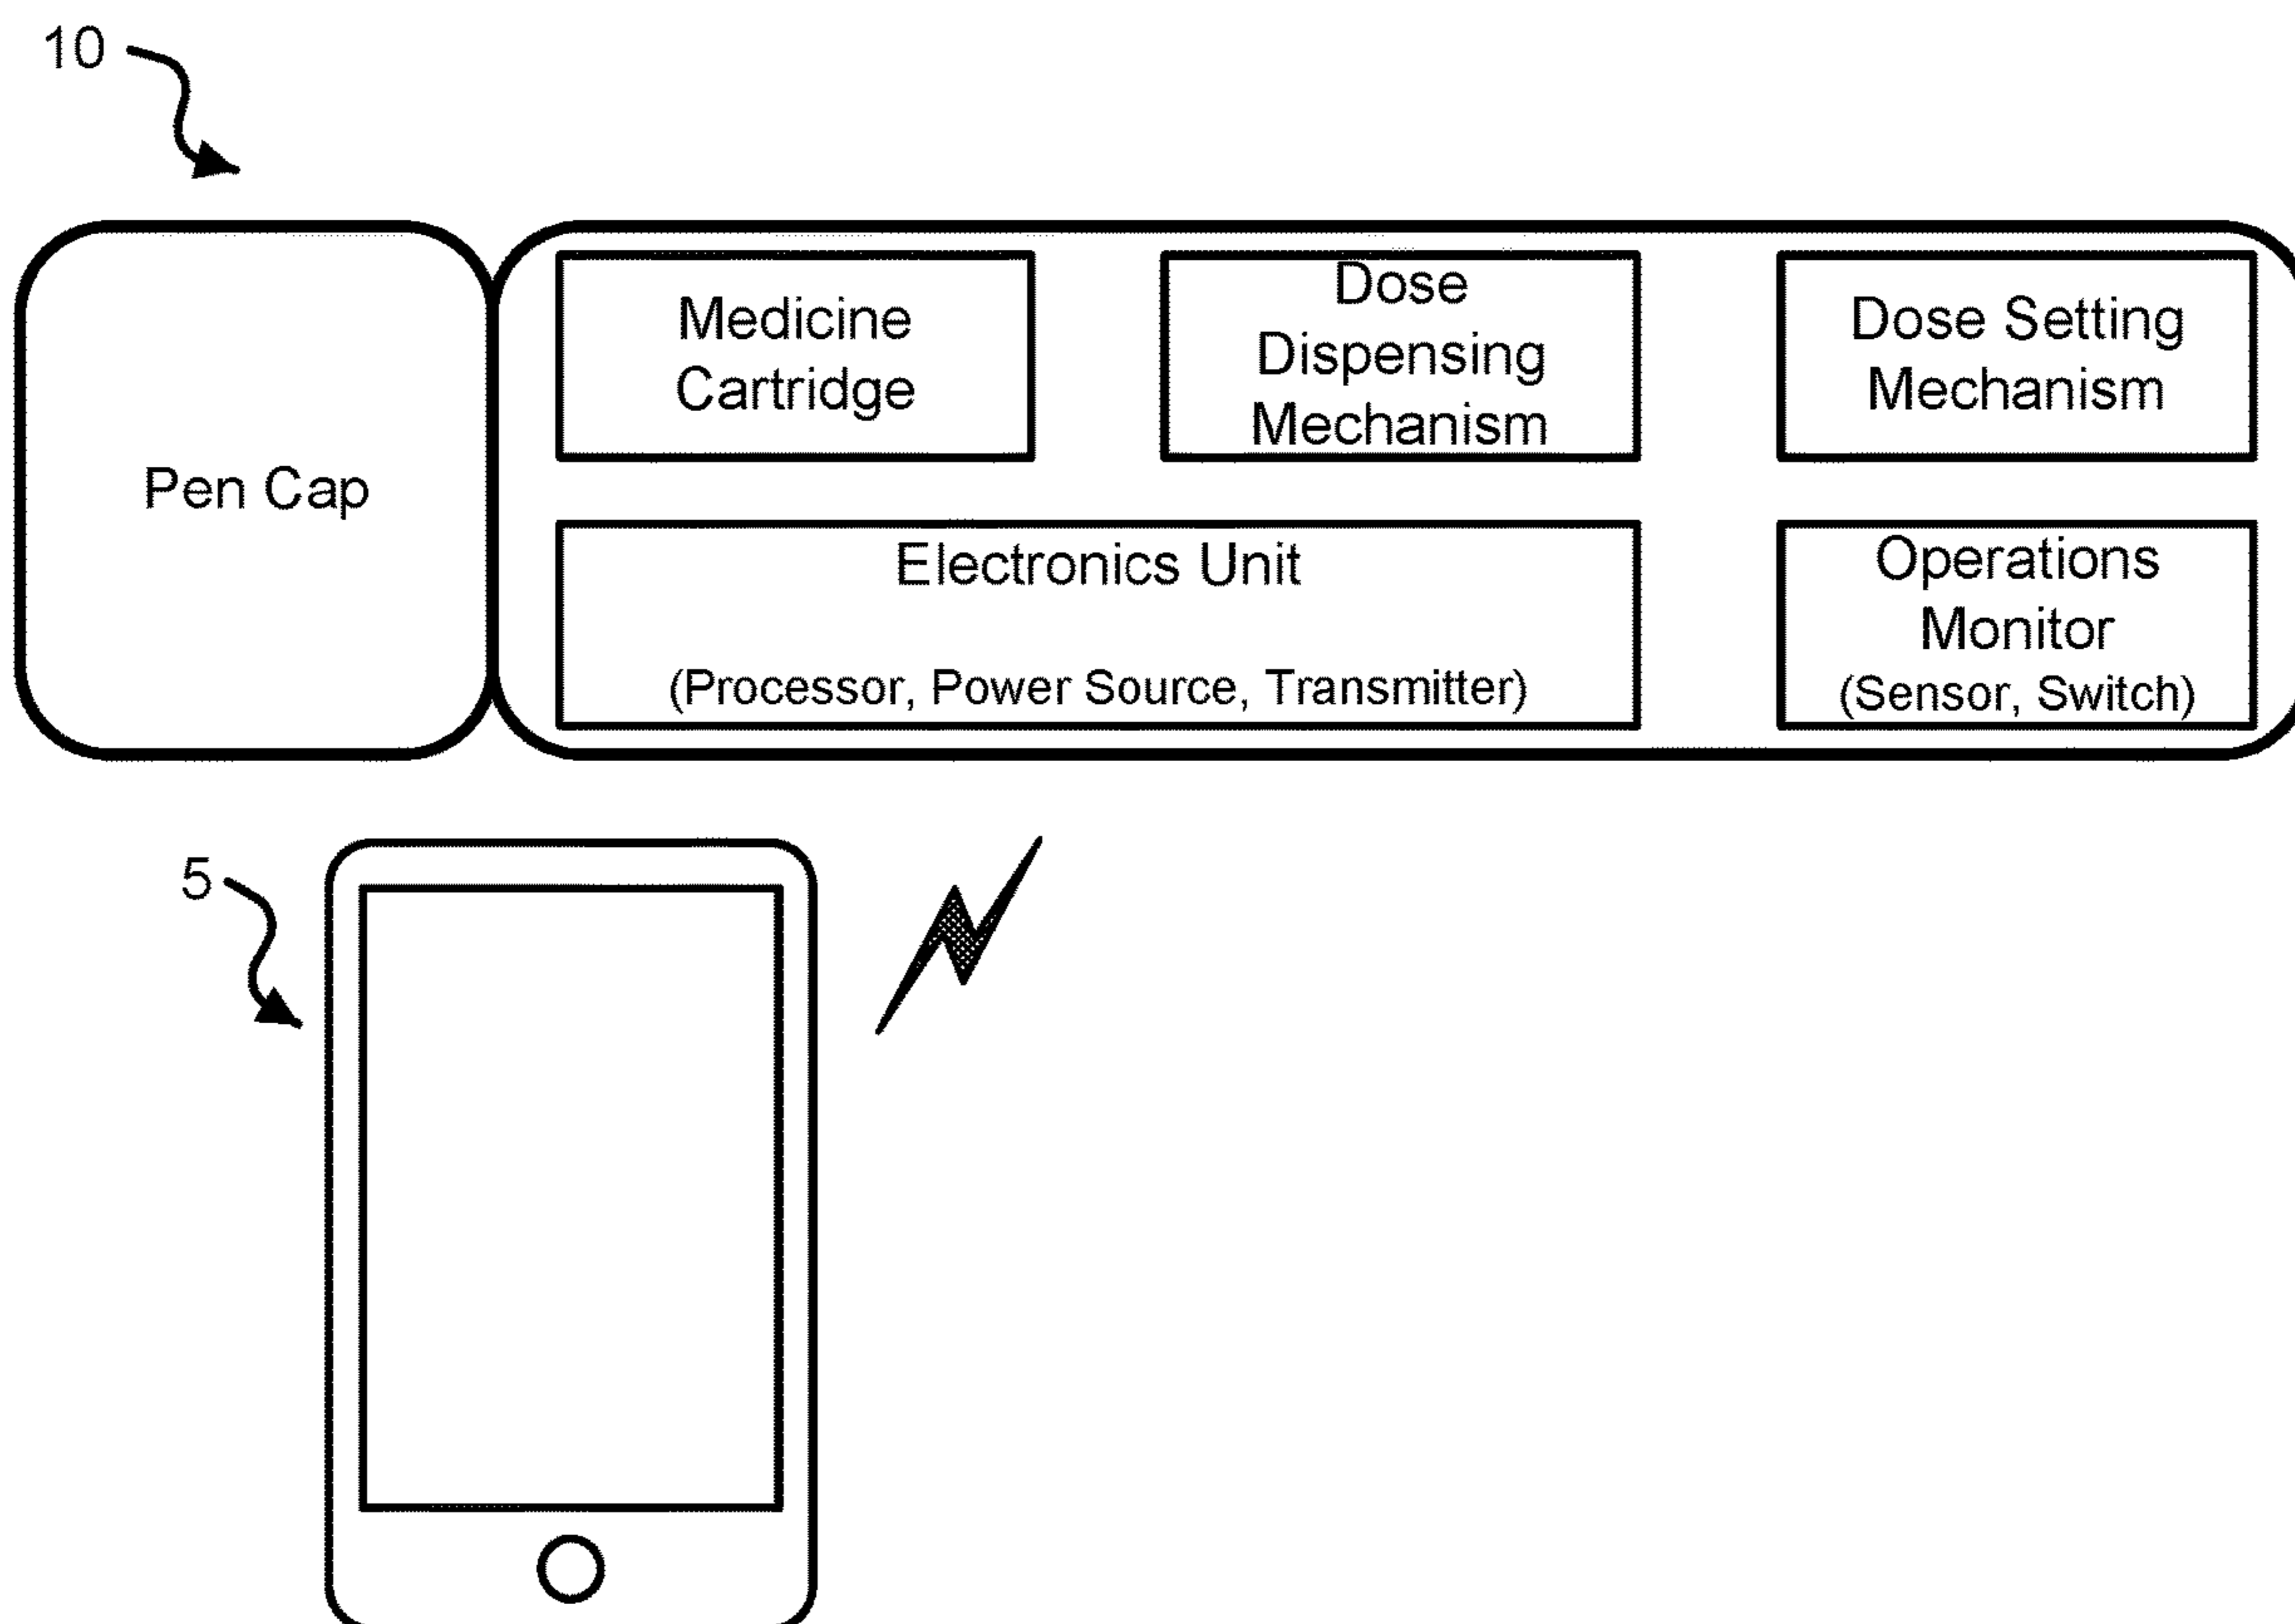 10
Medicine
Cartridge
Dose
Dispensing
Mechanism
Dose Setting
Mechanism
Pen Cap
Electronics Unit
(Processor, Power Source, Transmitter)
Operations
Monitor
(Sensor, Switch)
5